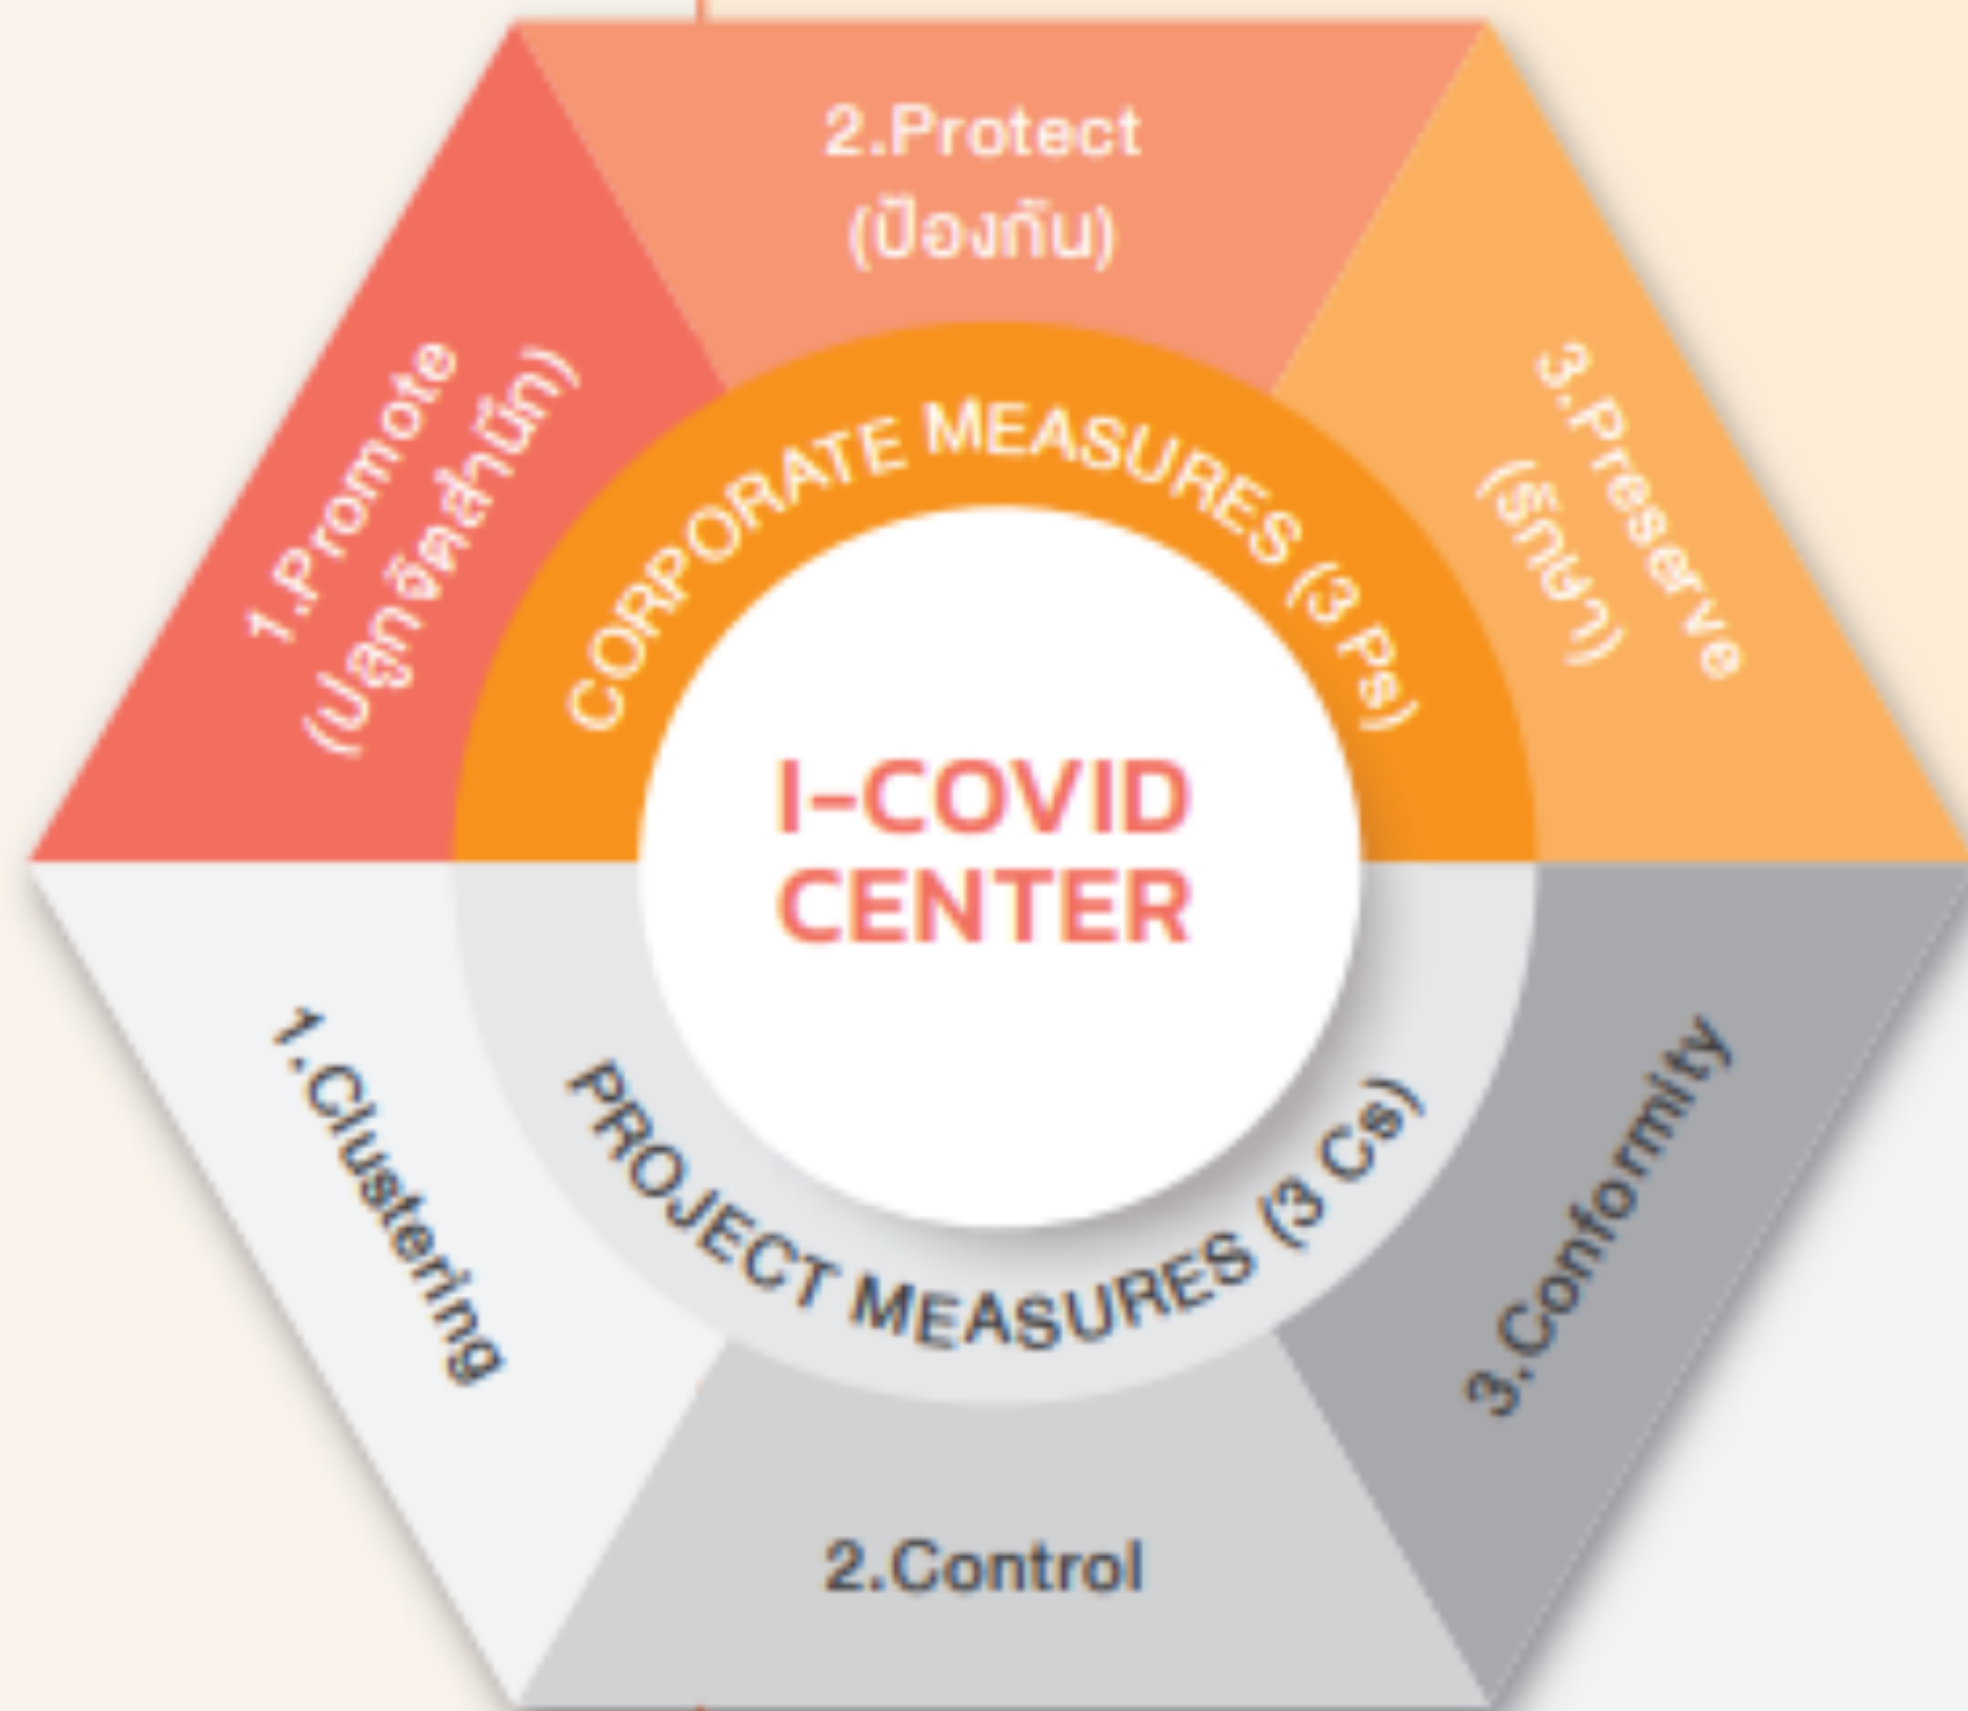 2.Protect
(ป้องกัน)
1.Promote
(ปลูกจิตสำนึก)
3.Preserve
(รักษา)
CORPORATE MEASURES (3 Ps)
I-COVID
CENTER
PROJECT MEASURES (3 Cs)
1.Clustering
2.Control
3.Conformity